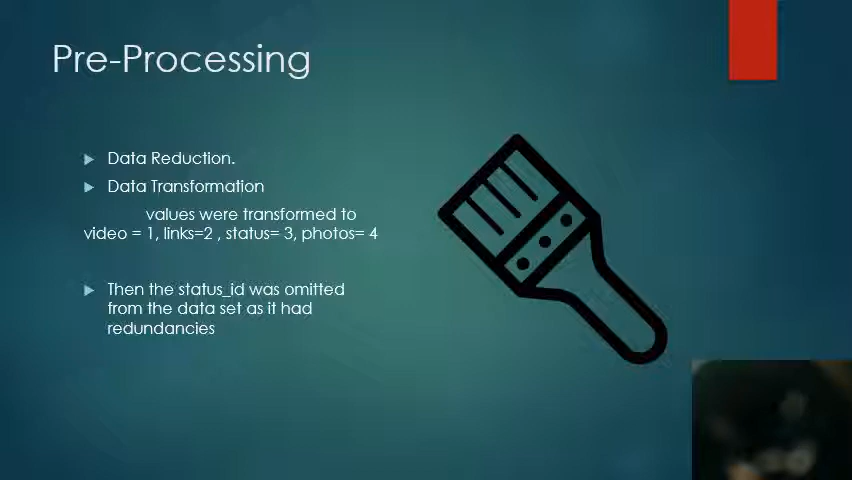 Pre-Processing
Data Reduction.
Data Transformation
values were transformed to
video = 1, links=2 , status= 3, photos= 4
Then the status_id was omitted
from the data set as it had
redundancies